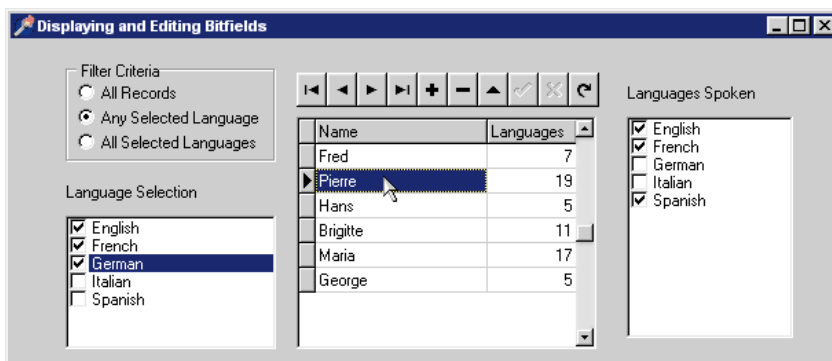 Displaying and Editing Bitfields
Filter Criteria
All Records
Any Selected Language
All Selected Languages
Language Selection
English
French
German
Italian
Spanish
Name Languages
Fred 7
Pierre 19
Hans 5
Brigitte 11
Maria 17
George 5
Languages Spoken
English
French
German
Italian
Spanish